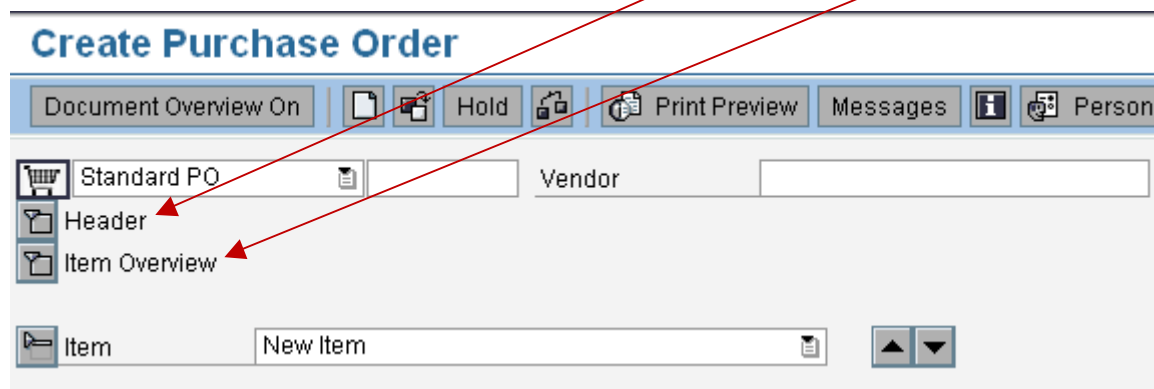 Create Purchase Order
Document Overview On Hold Print Preview Messages Person
Standard PO Vendor
Header
Item Overview
Item New Item